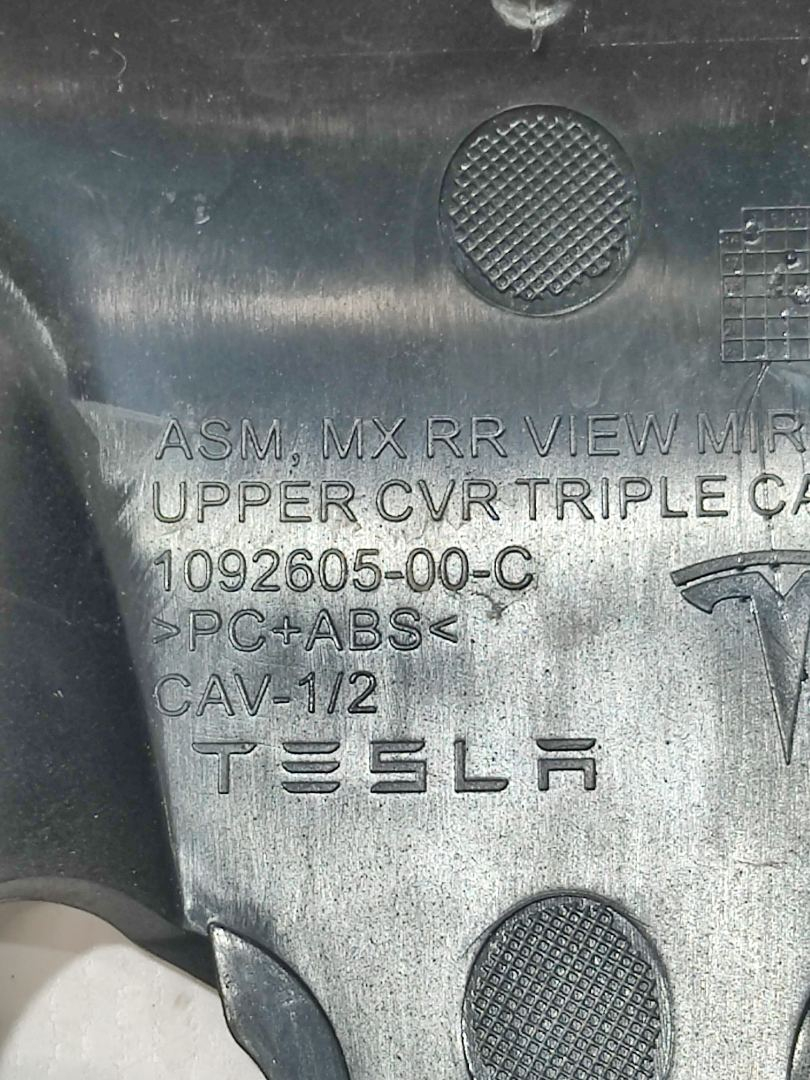 ASM, MX RR VIEW MIR
UPPER CVR TRIPLE CA
1092605-00-C
>PC+ABS<
CAV-1/2
TESLA